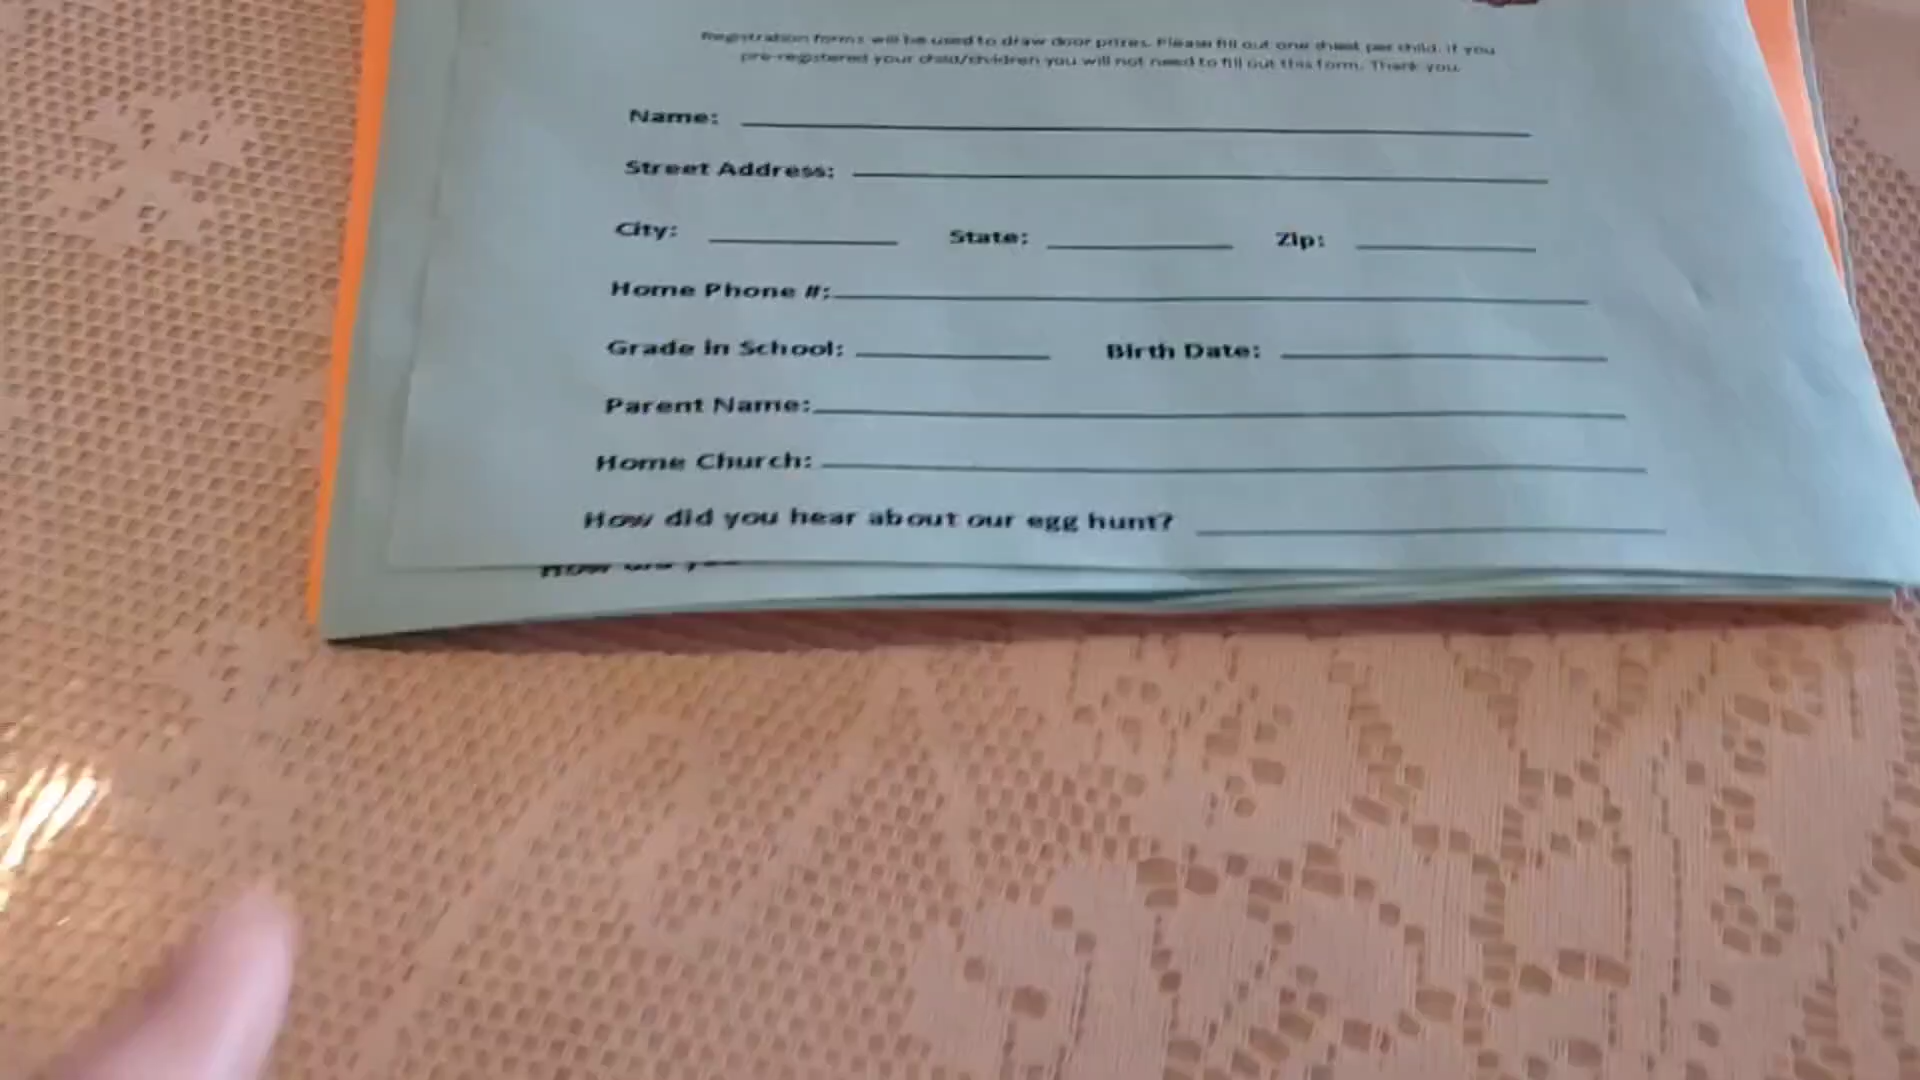 Registration forms will be used to draw door prizes. Please fill out one sheet per child. If you
pre-registered your child/children you will not need to fill out this form. Thank you.
Name:
Street Address:
City: State: Zip:
Home Phone #:
Grade in School: Birth Date:
Parent Name:
Home Church:
How did you hear about our egg hunt?
How did you